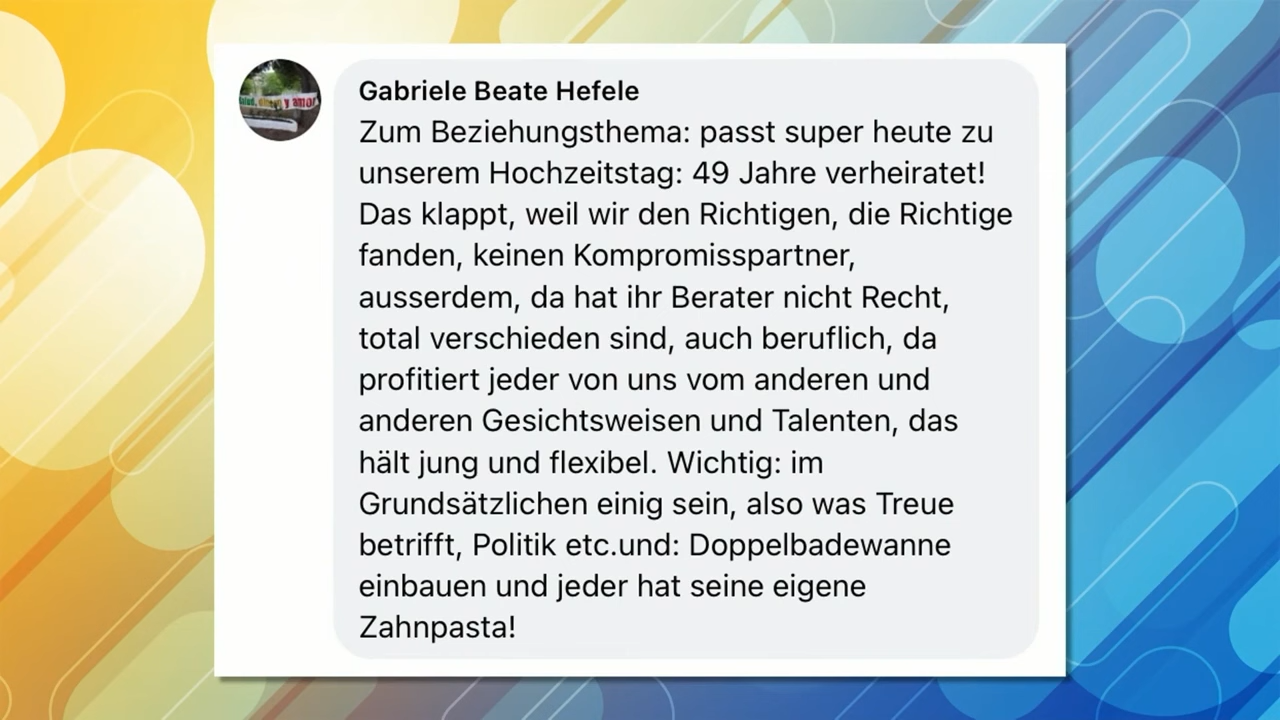 salud, dinero y amor
Gabriele Beate Hefele
Zum Beziehungsthema: passt super heute zu
unserem Hochzeitstag: 49 Jahre verheiratet!
Das klappt, weil wir den Richtigen, die Richtige
fanden, keinen Kompromisspartner,
ausserdem, da hat ihr Berater nicht Recht,
total verschieden sind, auch beruflich, da
profitiert jeder von uns vom anderen und
anderen Gesichtsweisen und Talenten, das
hält jung und flexibel. Wichtig: im
Grundsätzlichen einig sein, also was Treue
betrifft, Politik etc.und: Doppelbadewanne
einbauen und jeder hat seine eigene
Zahnpasta!